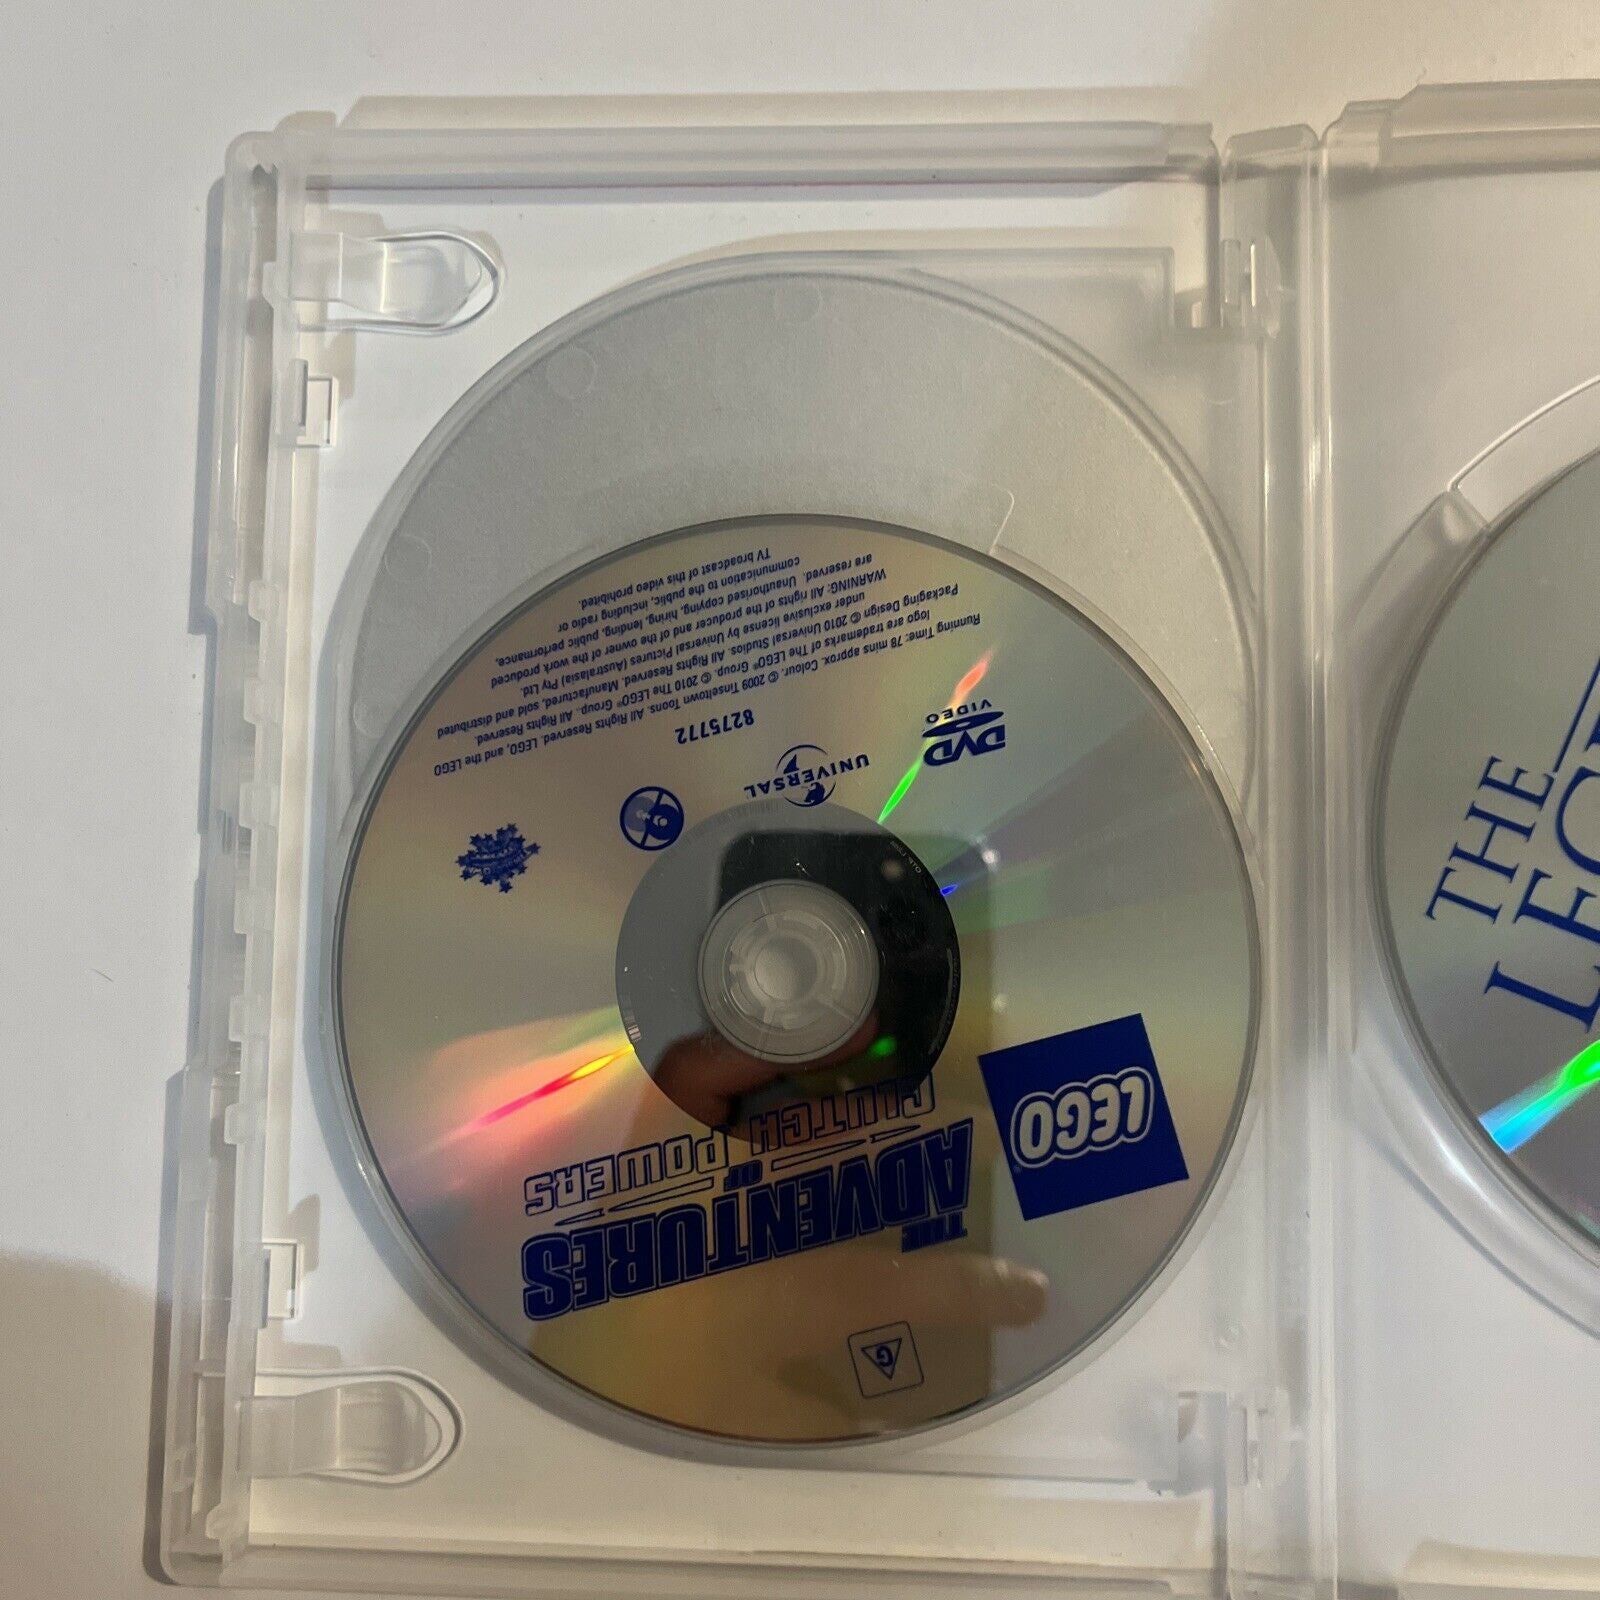 G
THE
ADVENTURES
OF
CLUTCH POWERS
LEGO®
UNIVERSAL
DVD
VIDEO
8275772
Running Time: 78 mins approx. Colour. © 2009 Tinseltown Toons. All Rights Reserved. LEGO, and the LEGO
logo are trademarks of The LEGO® Group. © 2010 The LEGO® Group. All Rights Reserved.
Packaging Design © 2010 Universal Studios. All Rights Reserved. Manufactured, sold and distributed
under exclusive license by Universal Pictures (Australasia) Pty Ltd.
WARNING: All rights of the producer and of the owner of the work produced
are reserved. Unauthorised copying, hiring, lending, public performance,
communication to the public, including radio or
TV broadcast of this video prohibited.
THE